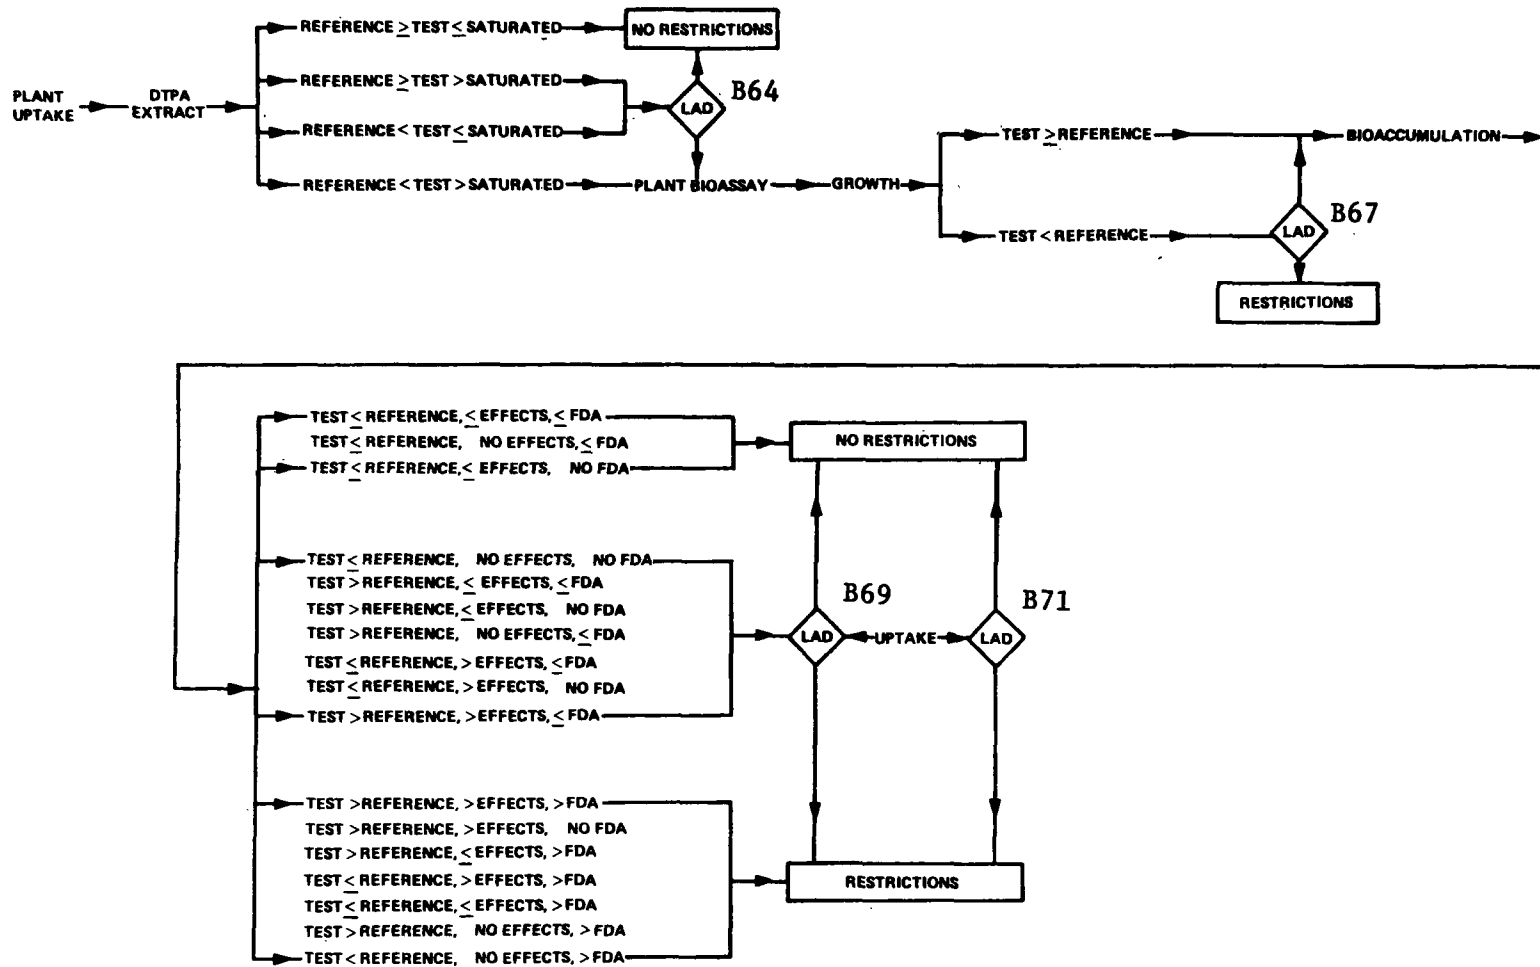 REFERENCE ≥ TEST ≤ SATURATED
NO RESTRICTIONS
REFERENCE ≥ TEST > SATURATED
B64
PLANT UPTAKE
DTPA EXTRACT
LAD
REFERENCE < TEST ≤ SATURATED
TEST ≥ REFERENCE
BIOACCUMULATION
REFERENCE < TEST > SATURATED
PLANT BIOASSAY
GROWTH
B67
TEST < REFERENCE
LAD
RESTRICTIONS
TEST ≤ REFERENCE, ≤ EFFECTS, ≤ FDA
TEST ≤ REFERENCE, NO EFFECTS, ≤ FDA
TEST ≤ REFERENCE, ≤ EFFECTS, NO FDA
NO RESTRICTIONS
TEST ≤ REFERENCE, NO EFFECTS, NO FDA
TEST > REFERENCE, ≤ EFFECTS, ≤ FDA
TEST > REFERENCE, ≤ EFFECTS, NO FDA
TEST > REFERENCE, NO EFFECTS, ≤ FDA
TEST ≤ REFERENCE, > EFFECTS, ≤ FDA
TEST ≤ REFERENCE, > EFFECTS, NO FDA
TEST > REFERENCE, > EFFECTS, ≤ FDA
B69
B71
LAD
UPTAKE
LAD
TEST > REFERENCE, > EFFECTS, > FDA
TEST > REFERENCE, > EFFECTS, NO FDA
TEST > REFERENCE, ≤ EFFECTS, > FDA
TEST ≤ REFERENCE, > EFFECTS, > FDA
TEST ≤ REFERENCE, ≤ EFFECTS, > FDA
TEST > REFERENCE, NO EFFECTS, > FDA
TEST < REFERENCE, NO EFFECTS, > FDA
RESTRICTIONS